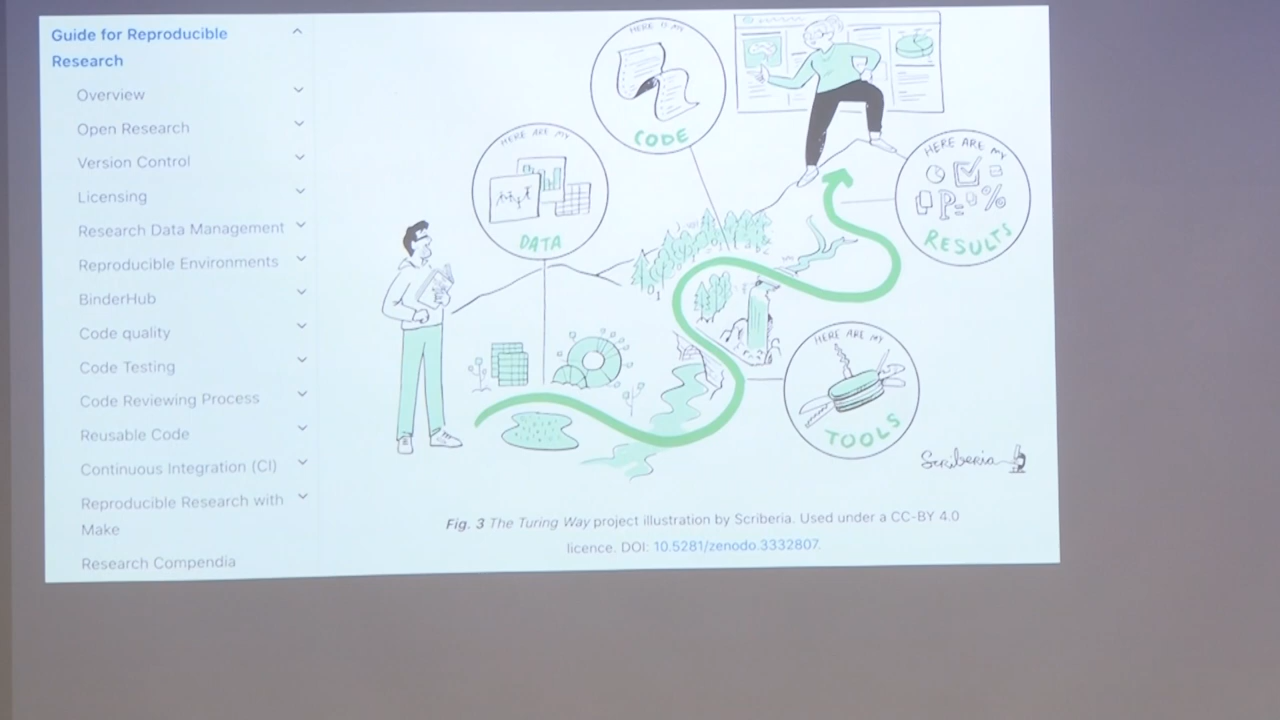 Guide for Reproducible
Research
Overview
Open Research
Version Control
Licensing
Research Data Management
Reproducible Environments
BinderHub
Code quality
Code Testing
Code Reviewing Process
Reusable Code
Continuous Integration (CI)
Reproducible Research with
Make
Research Compendia
HERE IS MY
CODE
HERE ARE MY
DATA
HERE ARE MY
P=
%
RESULTS
HERE ARE MY
TOOLS
Scriberia
Fig. 3 The Turing Way project illustration by Scriberia. Used under a CC-BY 4.0
licence. DOI: 10.5281/zenodo.3332807.